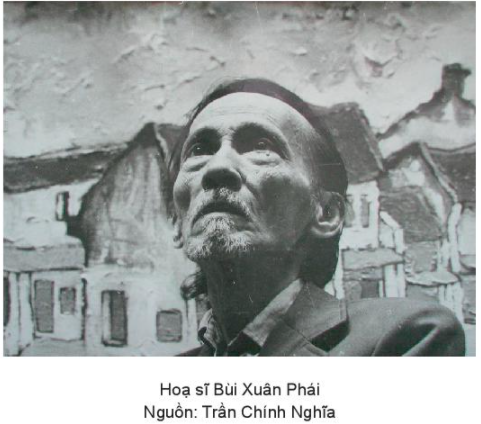 Hoạ sĩ Bùi Xuân Phái
Nguồn: Trần Chính Nghĩa